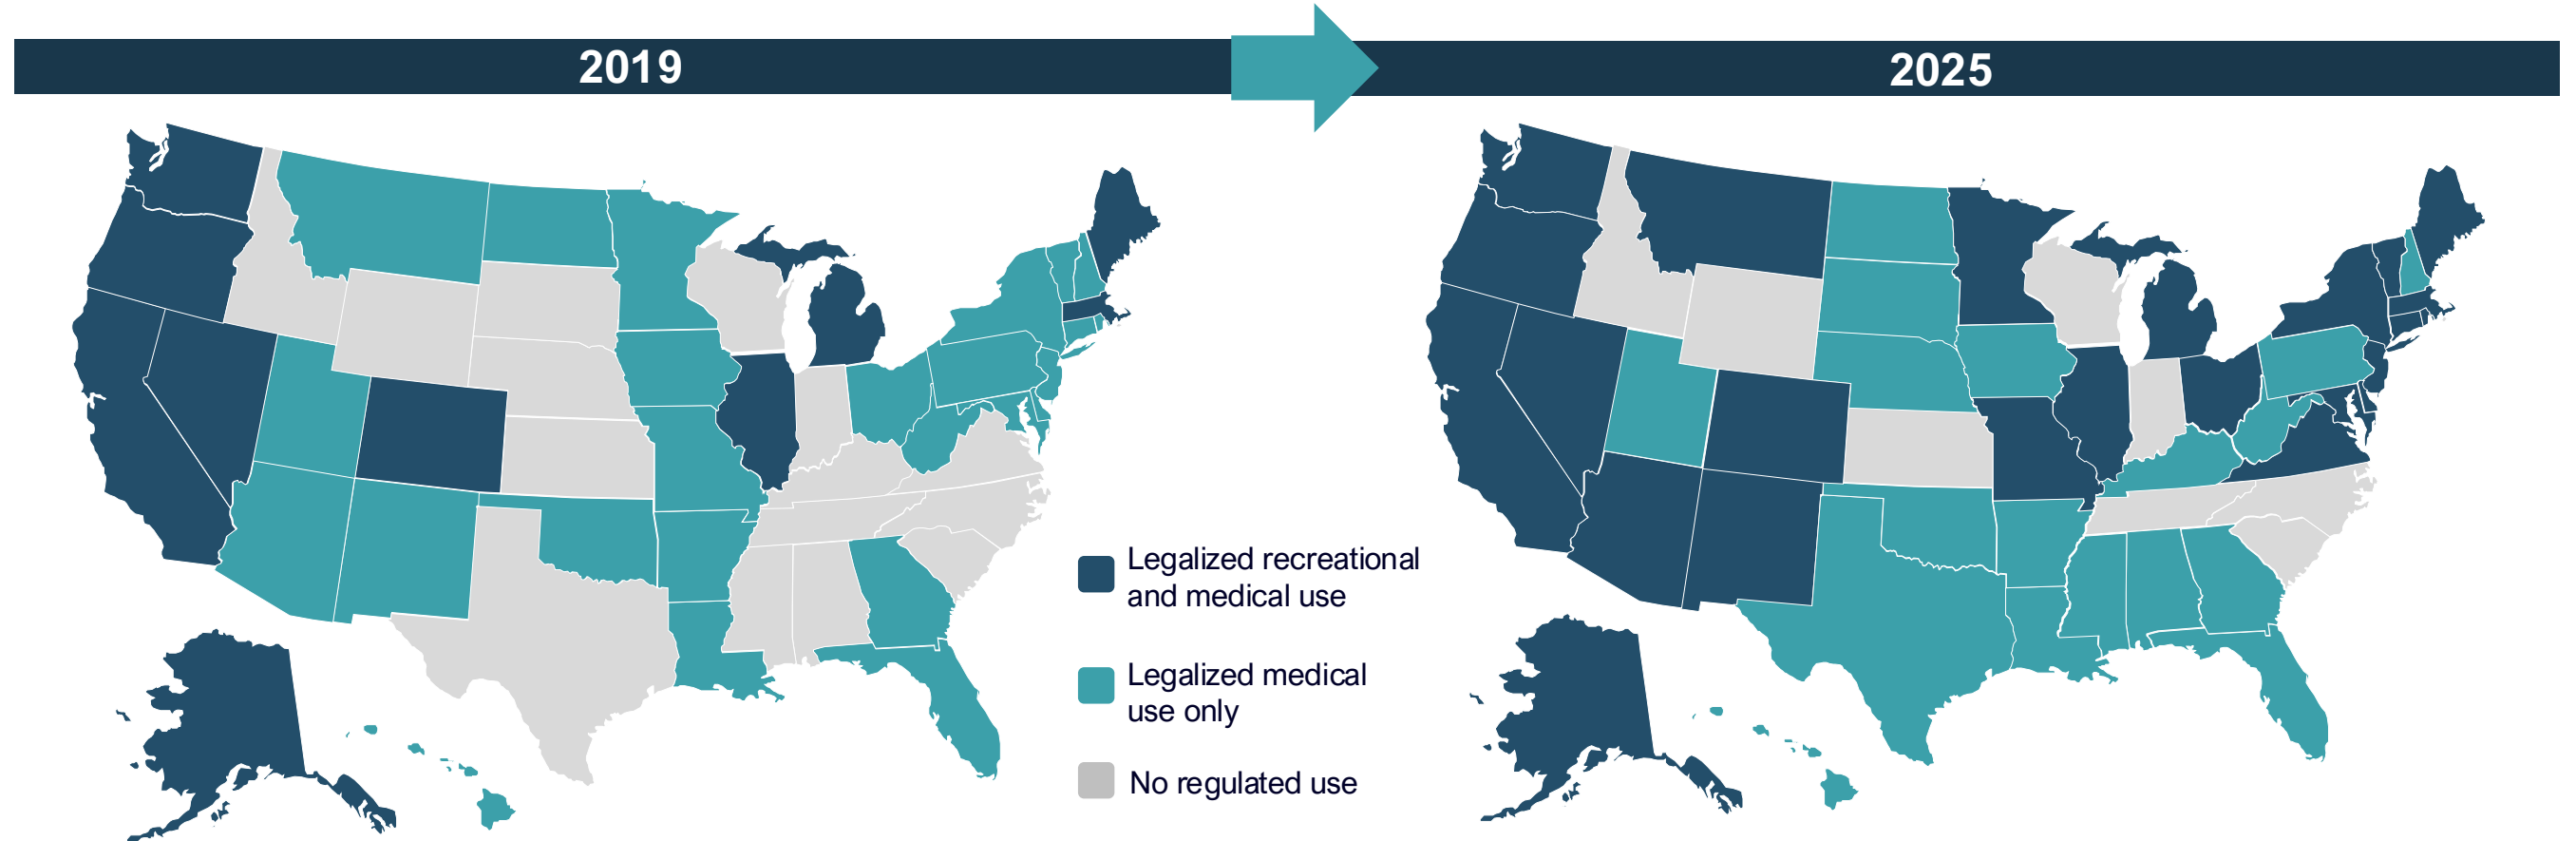 2019
2025
Legalized recreational
and medical use
Legalized medical
use only
No regulated use